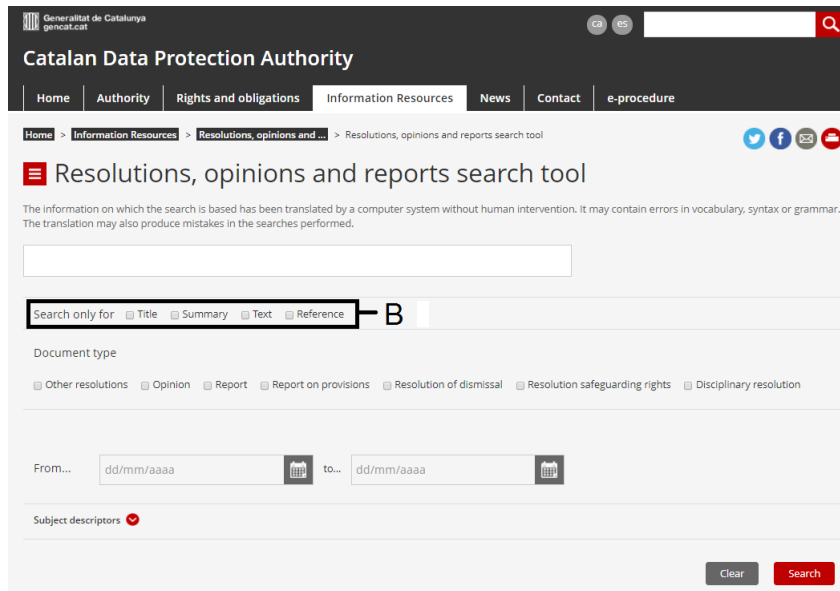 Generalitat de Catalunya
gencat.cat
ca es
Catalan Data Protection Authority
Home Authority Rights and obligations Information Resources News Contact e-procedure
Home > Information Resources > Resolutions, opinions and ... > Resolutions, opinions and reports search tool
Resolutions, opinions and reports search tool
The information on which the search is based has been translated by a computer system without human intervention. It may contain errors in vocabulary, syntax or grammar.
The translation may also produce mistakes in the searches performed.
Search only for Title Summary Text Reference B
Document type
Other resolutions Opinion Report Report on provisions Resolution of dismissal Resolution safeguarding rights Disciplinary resolution
From... dd/mm/aaaa to... dd/mm/aaaa
Subject descriptors
Clear Search